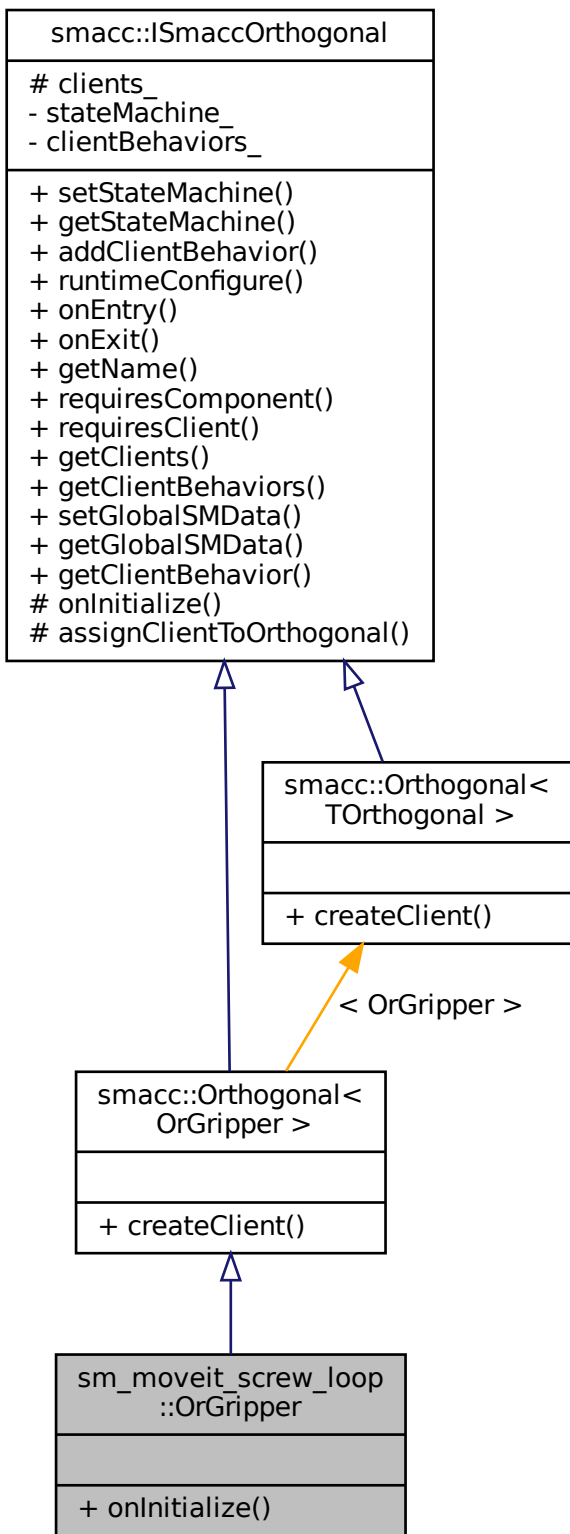 smacc::ISmaccOrthogonal
# clients_
- stateMachine_
- clientBehaviors_
+ setStateMachine()
+ getStateMachine()
+ addClientBehavior()
+ runtimeConfigure()
+ onEntry()
+ onExit()
+ getName()
+ requiresComponent()
+ requiresClient()
+ getClients()
+ getClientBehaviors()
+ setGlobalSMData()
+ getGlobalSMData()
+ getClientBehavior()
# onInitialize()
# assignClientToOrthogonal()
smacc::Orthogonal<
TOrthogonal >
+ createClient()
< OrGripper >
smacc::Orthogonal<
OrGripper >
+ createClient()
sm_moveit_screw_loop
::OrGripper
+ onInitialize()